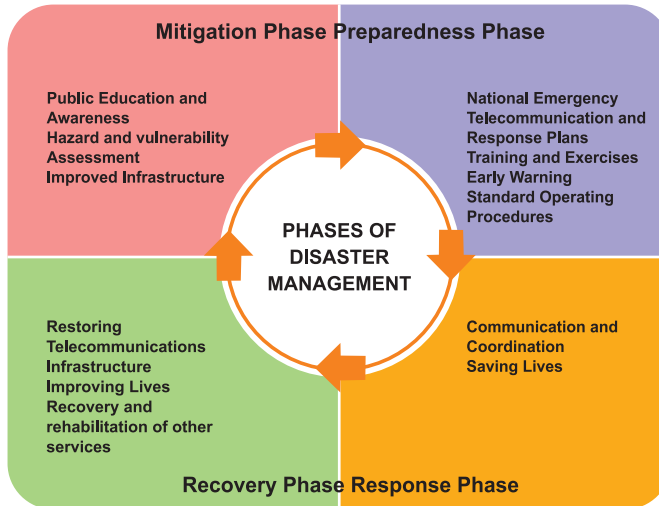 Mitigation Phase Preparedness Phase
Public Education and
Awareness
Hazard and vulnerability
Assessment
Improved Infrastructure
National Emergency
Telecommunication and
Response Plans
Training and Exercises
Early Warning
Standard Operating
Procedures
PHASES OF
DISASTER
MANAGEMENT
Restoring
Telecommunications
Infrastructure
Improving Lives
Recovery and
rehabilitation of other
services
Communication and
Coordination
Saving Lives
Recovery Phase Response Phase